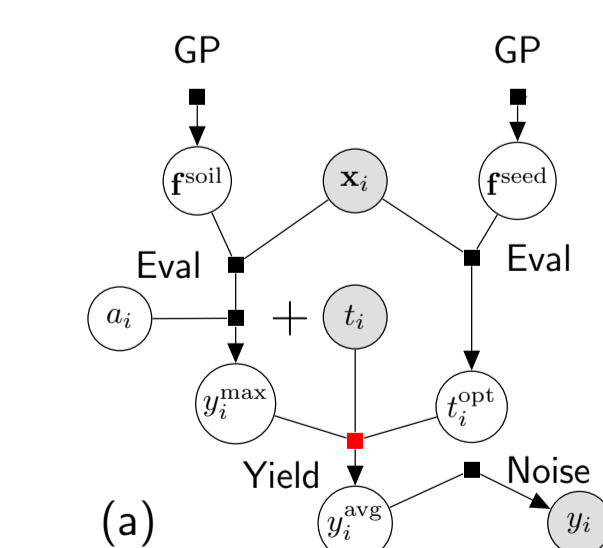 GP GP
f^soil x_i f^seed
Eval Eval
a_i + t_i
y_i^max t_i^opt
Yield Noise
(a) y_i^avg y_i